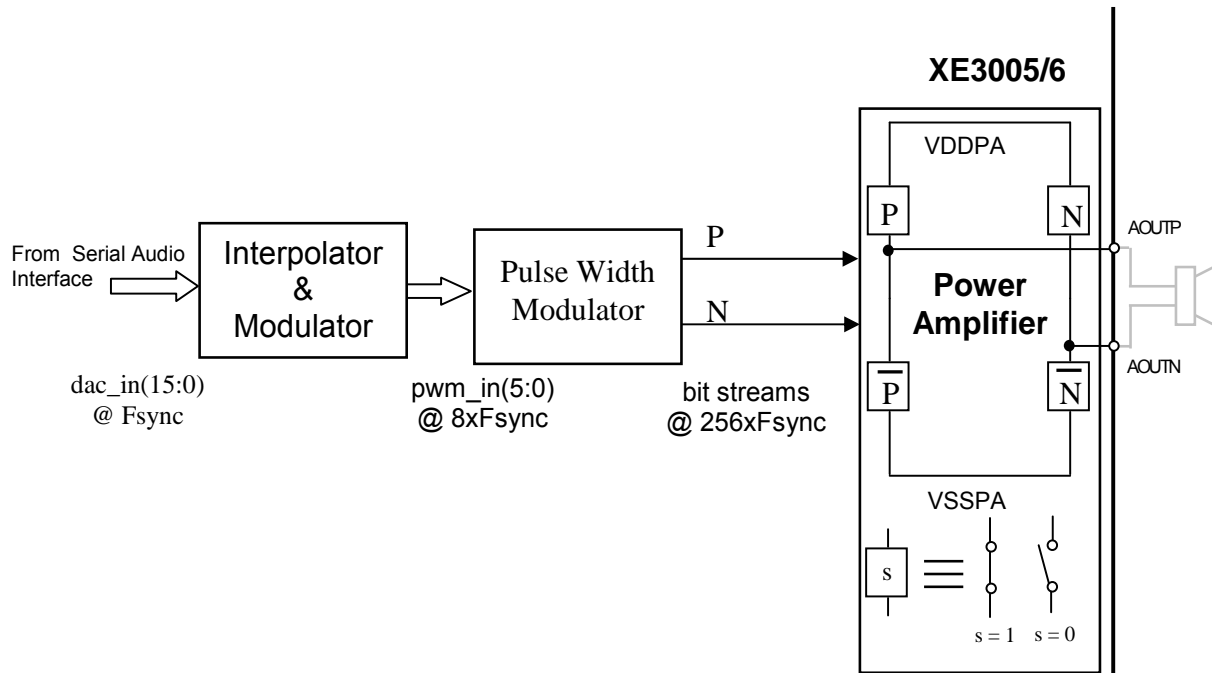 XE3005/6
VDDPA
P
N
From Serial Audio
Interface
Interpolator
&
Modulator
Pulse Width
Modulator
P
N
Power
Amplifier
AOUTP
AOUTN
P̅
N̅
dac_in(15:0)
@ Fsync
pwm_in(5:0)
@ 8xFsync
bit streams
@ 256xFsync
VSSPA
s
s = 1 s = 0